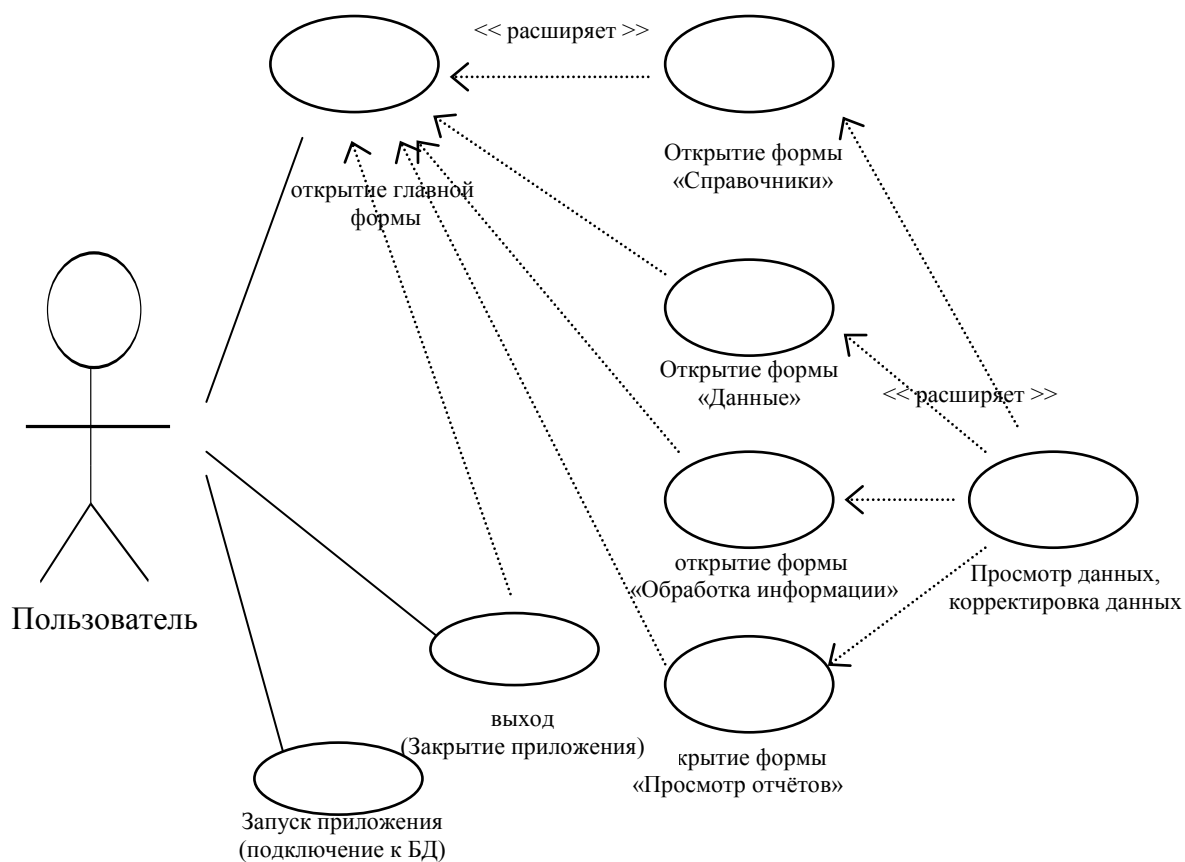 << расширяет >>
Открытие формы
«Справочники»
открытие главной
формы
Открытие формы
«Данные»
<< расширяет >>
открытие формы
«Обработка информации»
Просмотр данных,
корректировка данных
Пользователь
выход
(Закрытие приложения)
крытие формы
«Просмотр отчётов»
Запуск приложения
(подключение к БД)